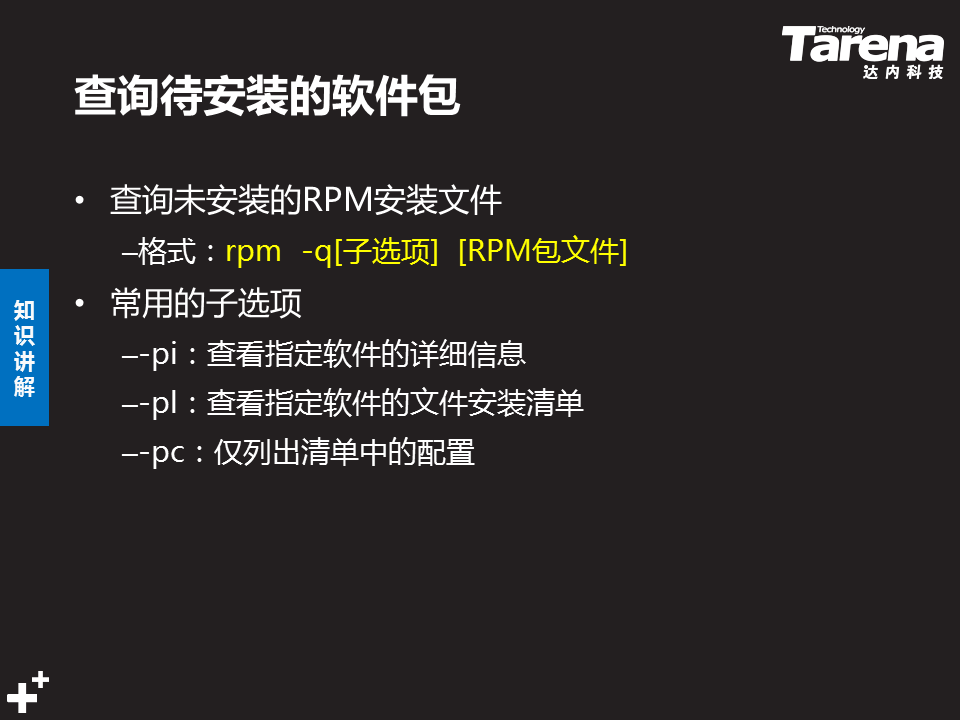 Technology
Tarena
达内科技
查询待安装的软件包
• 查询未安装的RPM安装文件
–格式：rpm -q[子选项] [RPM包文件]
• 常用的子选项
–-pi：查看指定软件的详细信息
–-pl：查看指定软件的文件安装清单
–-pc：仅列出清单中的配置
知识讲解